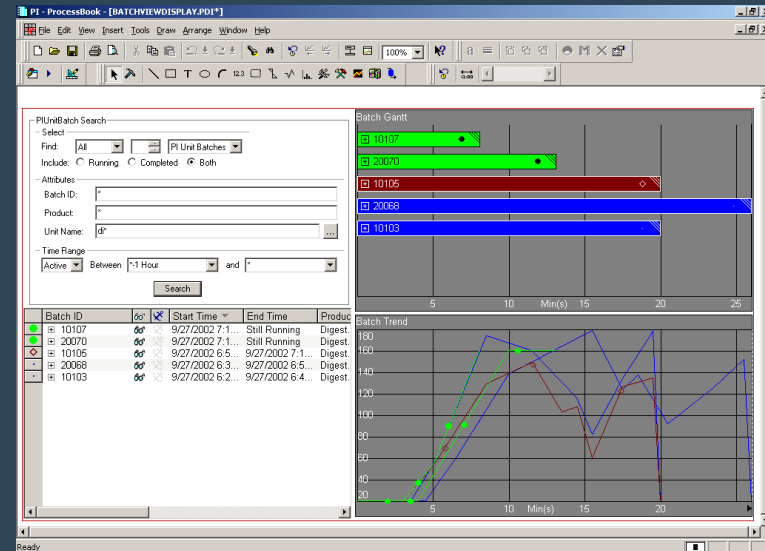 PI - ProcessBook - [BATCHVIEWDISPLAY.PDI*]
File Edit View Insert Tools Draw Arrange Window Help
100%
a
T 123
PIUnitBatch Search
Select
Find: All PI Unit Batches
Include: Running Completed Both
Attributes
Batch ID: *
Product: *
Unit Name: di* ...
Time Range
Active Between *-1 Hour and *
Search
Batch ID Start Time End Time Produc
10107 9/27/2002 7:1... Still Running Digest.
20070 9/27/2002 7:1... Still Running Digest.
10105 9/27/2002 6:5... 9/27/2002 7:1... Digest.
20068 9/27/2002 6:3... 9/27/2002 6:5... Digest.
10103 9/27/2002 6:2... 9/27/2002 6:4... Digest.
Batch Gantt
10107
20070
10105
20068
10103
5 10 Min(s) 15 20 25
Batch Trend
180
160
140
120
100
80
60
40
20
5 10 Min(s) 15 20
Ready